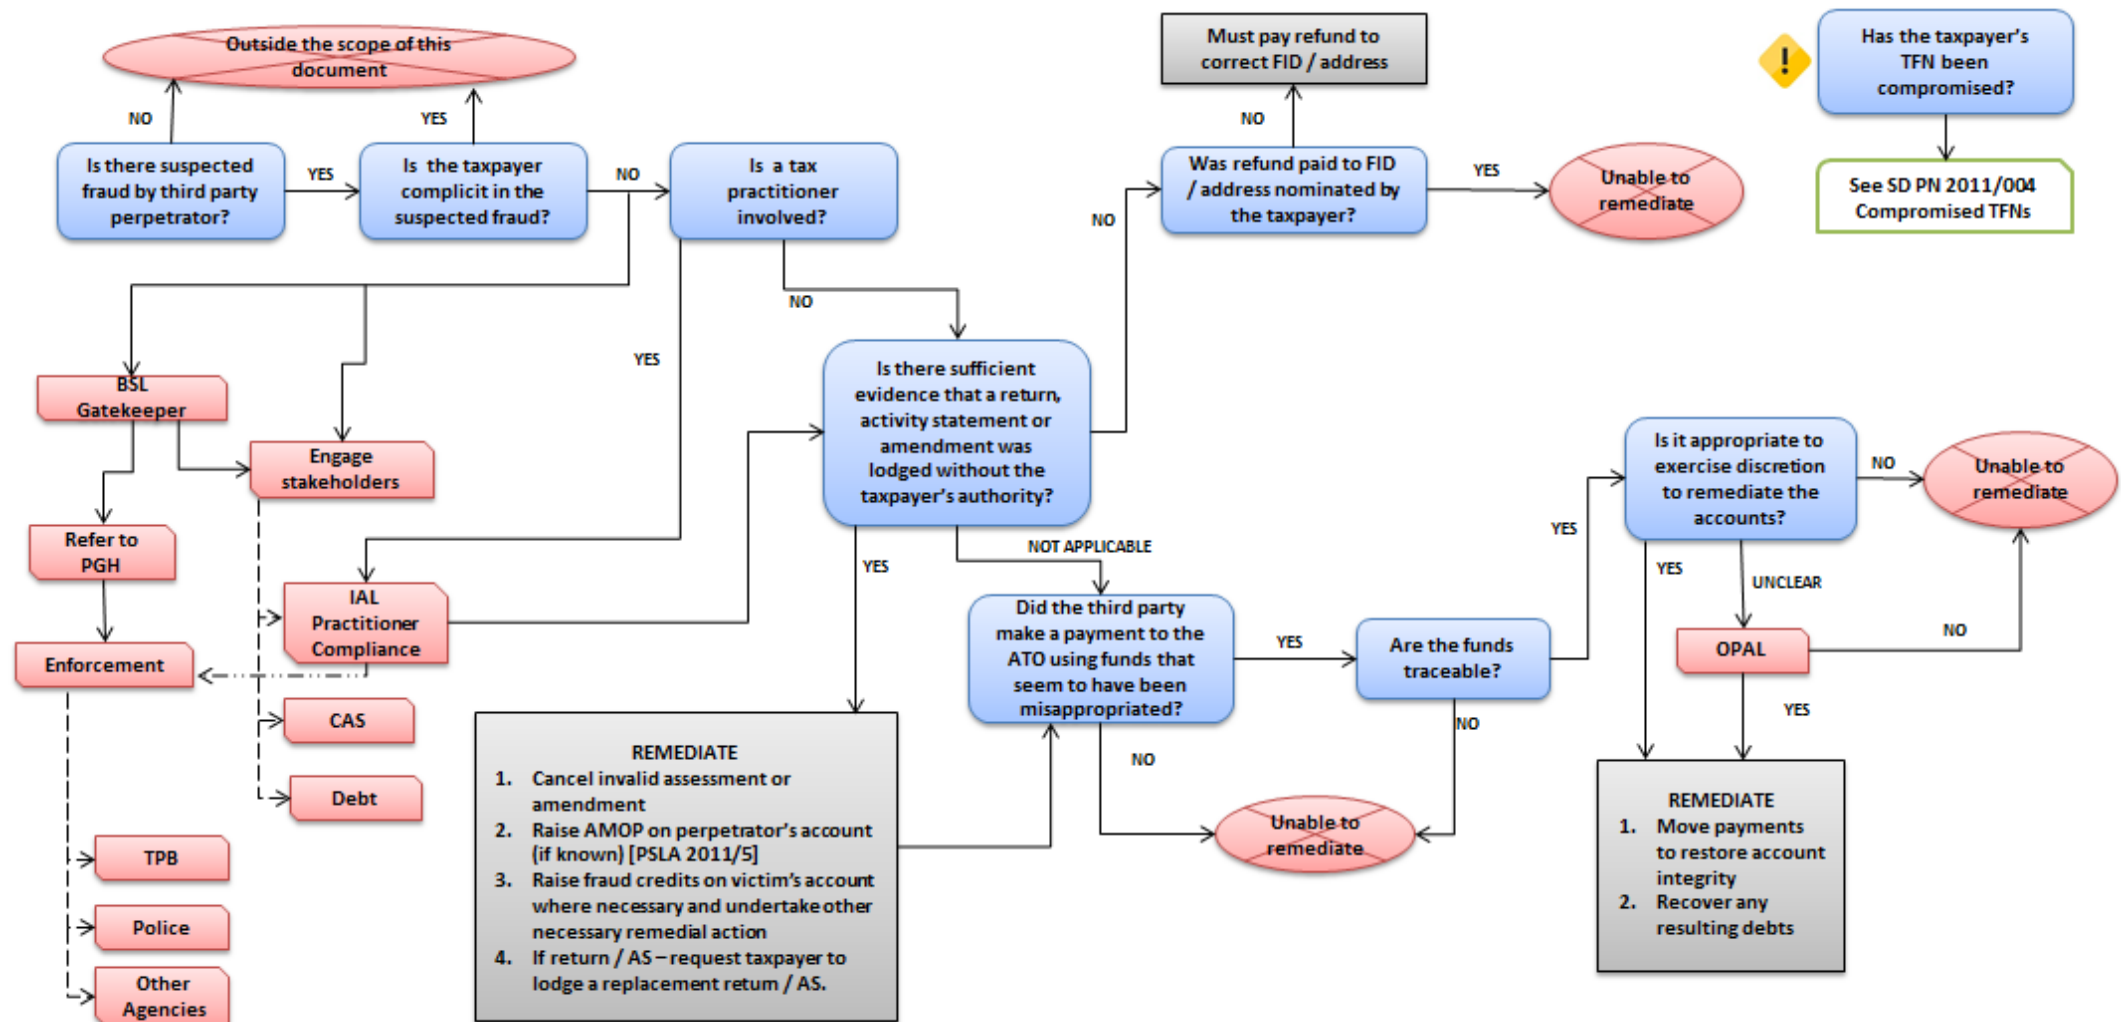 Outside the scope of this
document
NO
YES
Is there suspected
fraud by third party
perpetrator?
YES
Is the taxpayer
complicit in the
suspected fraud?
NO
Is a tax
practitioner
involved?
Must pay refund to
correct FID / address
NO
Was refund paid to FID
/ address nominated by
the taxpayer?
YES
Unable to
remediate
Has the taxpayer's
TFN been
compromised?
See SD PN 2011/004
Compromised TFNs
NO
NO
YES
BSL
Gatekeeper
Engage
stakeholders
Refer to
PGH
Enforcement
IAL
Practitioner
Compliance
CAS
Debt
TPB
Police
Other
Agencies
Is there sufficient
evidence that a return,
activity statement or
amendment was
lodged without the
taxpayer's authority?
YES
NOT APPLICABLE
Did the third party
make a payment to the
ATO using funds that
seem to have been
misappropriated?
YES
Are the funds
traceable?
NO
NO
Unable to
remediate
YES
Is it appropriate to
exercise discretion
to remediate the
accounts?
NO
Unable to
remediate
YES
UNCLEAR
OPAL
NO
YES
REMEDIATE
1. Cancel invalid assessment or
amendment
2. Raise AMOP on perpetrator's account
(if known) [PSLA 2011/5]
3. Raise fraud credits on victim's account
where necessary and undertake other
necessary remedial action
4. If return / AS – request taxpayer to
lodge a replacement return / AS.
REMEDIATE
1. Move payments
to restore account
integrity
2. Recover any
resulting debts